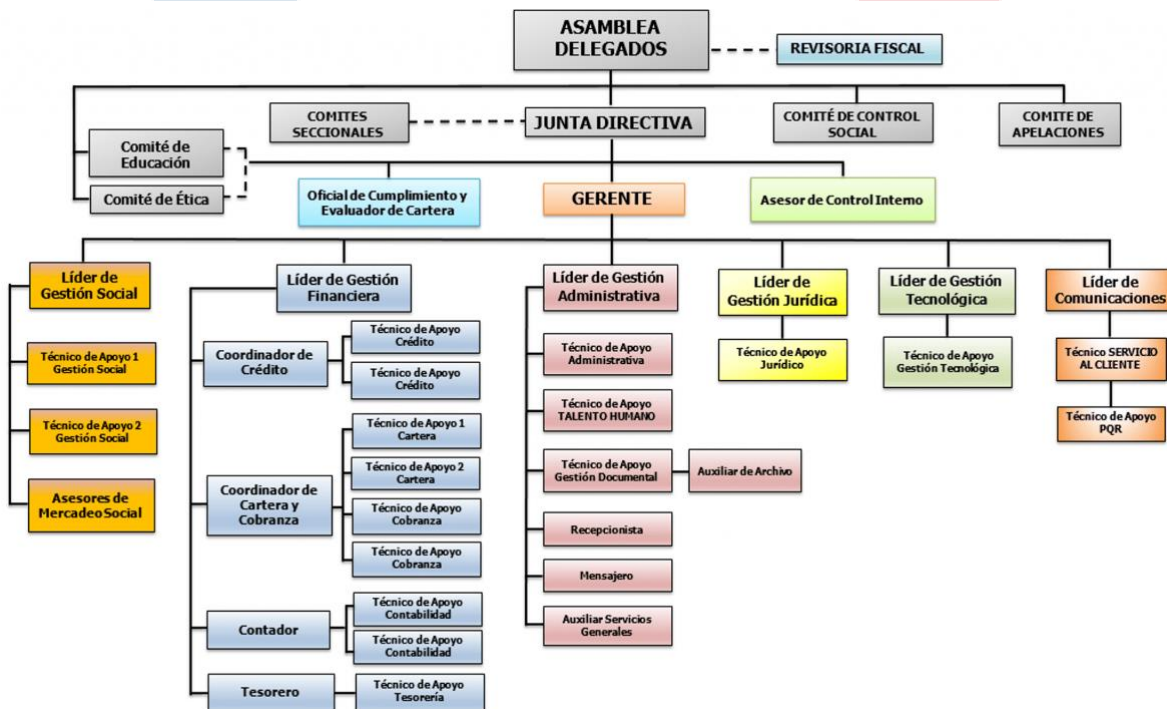 ASAMBLEA
DELEGADOS
REVISORIA FISCAL
COMITES
SECCIONALES
JUNTA DIRECTIVA
COMITÉ DE CONTROL
SOCIAL
COMITE DE
APELACIONES
Comité de
Educación
Comité de Ética
Oficial de Cumplimiento y
Evaluador de Cartera
GERENTE
Asesor de Control Interno
Líder de
Gestión Social
Técnico de Apoyo 1
Gestión Social
Técnico de Apoyo 2
Gestión Social
Asesores de
Mercadeo Social
Líder de Gestión
Financiera
Coordinador de
Crédito
Técnico de Apoyo
Crédito
Técnico de Apoyo
Crédito
Coordinador de
Cartera y
Cobranza
Técnico de Apoyo 1
Cartera
Técnico de Apoyo 2
Cartera
Técnico de Apoyo
Cobranza
Técnico de Apoyo
Cobranza
Contador
Técnico de Apoyo
Contabilidad
Técnico de Apoyo
Contabilidad
Tesorero
Técnico de Apoyo
Tesorería
Líder de Gestión
Administrativa
Técnico de Apoyo
Administrativa
Técnico de Apoyo
TALENTO HUMANO
Técnico de Apoyo
Gestión Documental
Auxiliar de Archivo
Recepcionista
Mensajero
Auxiliar Servicios
Generales
Líder de
Gestión Jurídica
Técnico de Apoyo
Jurídico
Líder de Gestión
Tecnológica
Técnico de Apoyo
Gestión Tecnológica
Líder de
Comunicaciones
Técnico SERVICIO
AL CLIENTE
Técnico de Apoyo
PQR